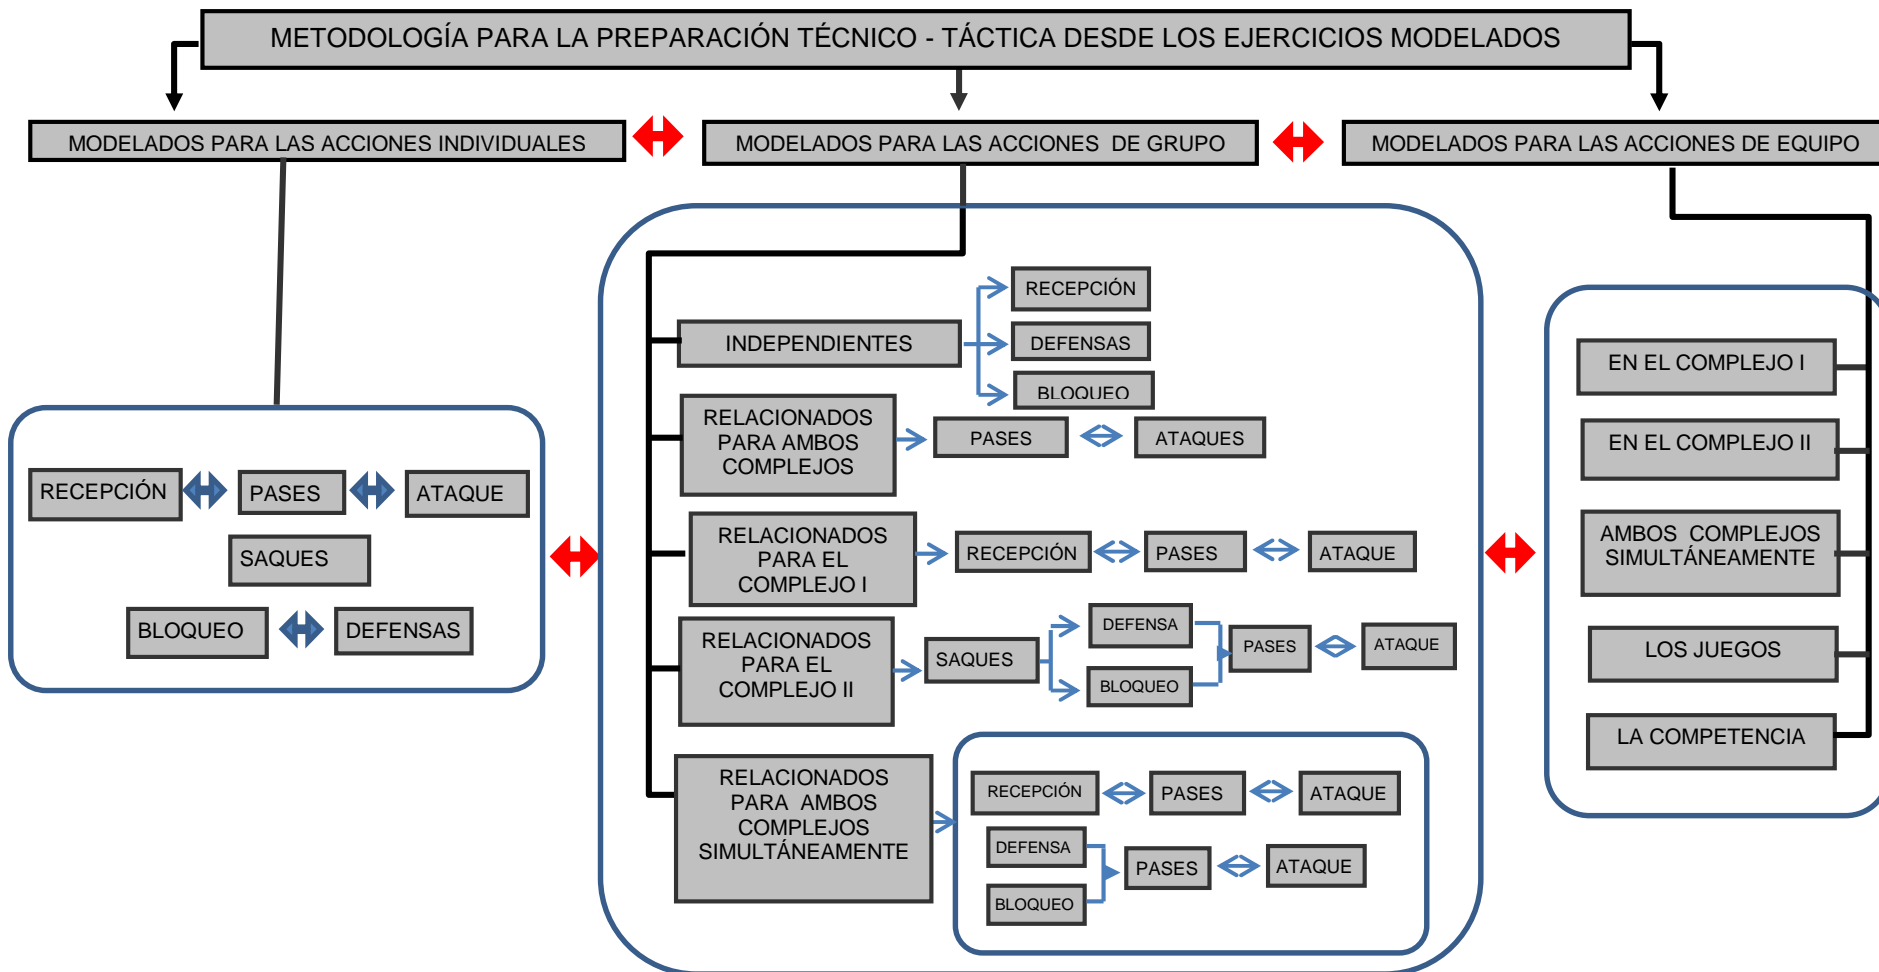 METODOLOGÍA PARA LA PREPARACIÓN TÉCNICO - TÁCTICA DESDE LOS EJERCICIOS MODELADOS
MODELADOS PARA LAS ACCIONES INDIVIDUALES
MODELADOS PARA LAS ACCIONES DE GRUPO
MODELADOS PARA LAS ACCIONES DE EQUIPO
RECEPCIÓN
PASES
ATAQUE
SAQUES
BLOQUEO
DEFENSAS
INDEPENDIENTES
RECEPCIÓN
DEFENSAS
BLOQUEO
RELACIONADOS
PARA AMBOS
COMPLEJOS
PASES
ATAQUES
RELACIONADOS
PARA EL
COMPLEJO I
RECEPCIÓN
PASES
ATAQUE
RELACIONADOS
PARA EL
COMPLEJO II
SAQUES
DEFENSA
BLOQUEO
PASES
ATAQUE
RELACIONADOS
PARA AMBOS
COMPLEJOS
SIMULTÁNEAMENTE
RECEPCIÓN
PASES
ATAQUE
DEFENSA
BLOQUEO
PASES
ATAQUE
EN EL COMPLEJO I
EN EL COMPLEJO II
AMBOS COMPLEJOS
SIMULTÁNEAMENTE
LOS JUEGOS
LA COMPETENCIA